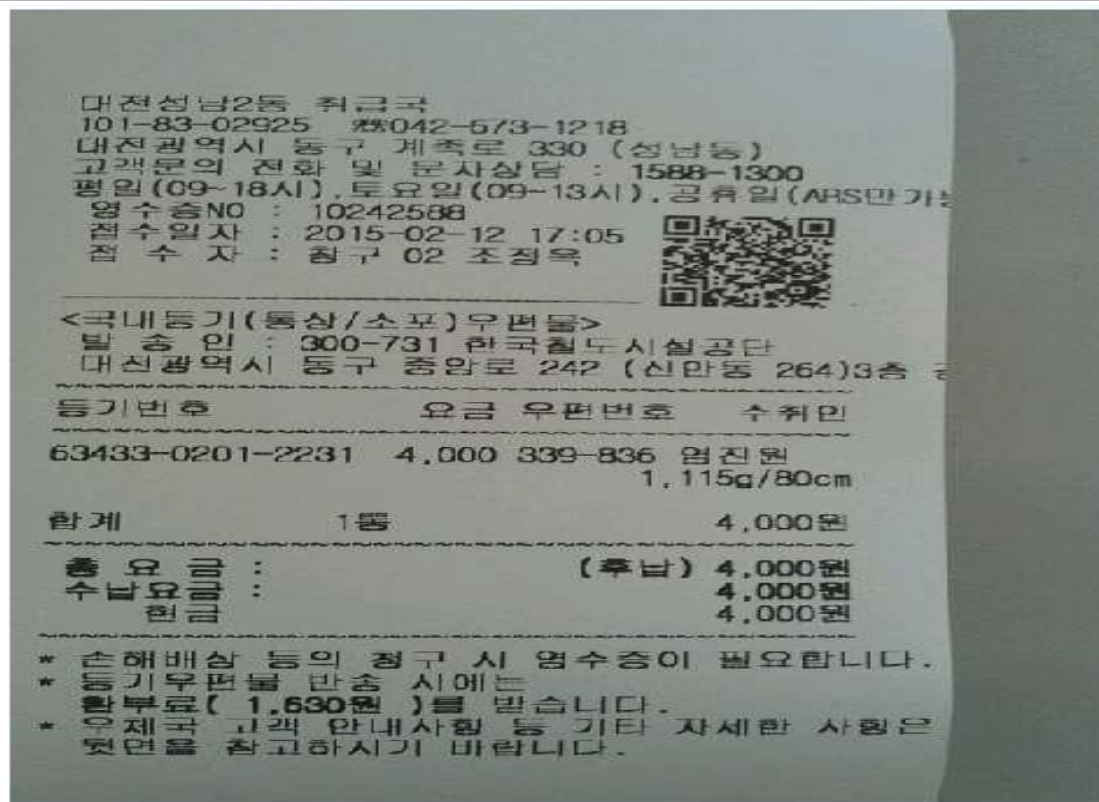 대전성남2동 취급국
101-83-02925 ☎042-673-1218
대전광역시 동구 계족로 330 (성남동)
고객문의 전화 및 문자상담 : 1588-1300
평일(09~18시),토요일(09~13시),공휴일(ARS만가능
영수증NO : 10242588
접수일자 : 2015-02-12 17:05
접 수 자 : 창구 02 조정옥
<국내등기(통상/소포)우편물>
발 송 인 : 300-731 한국철도시설공단
대전광역시 동구 중앙로 242 (신안동 264)3층
등기번호 요금 우편번호 수취인
63433-0201-2231 4,000 339-836 염진원
1,115g/80cm
합계 1통 4,000원
총 요 금 : (후납) 4,000원
수납요금 : 4,000원
현금 4,000원
* 손해배상 등의 청구 시 영수증이 필요합니다.
* 등기우편물 반송 시에는
환부료( 1,630원 )를 받습니다.
* 우체국 고객 안내사항 등 기타 자세한 사항은
뒷면을 참고하시기 바랍니다.